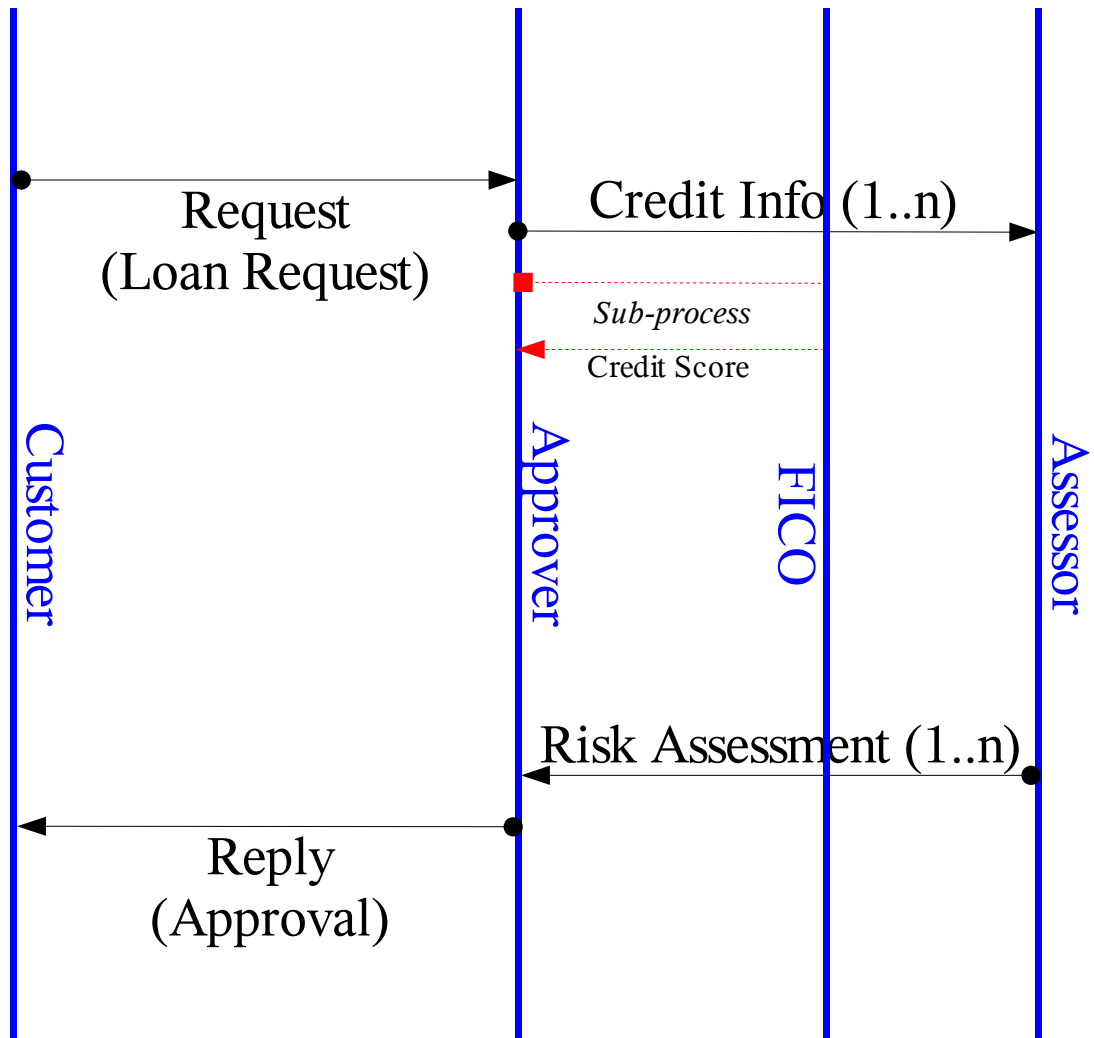 Request
(Loan Request)
Credit Info (1..n)
Sub-process
Credit Score
Customer
Approver
FICO
Assessor
Risk Assessment (1..n)
Reply
(Approval)